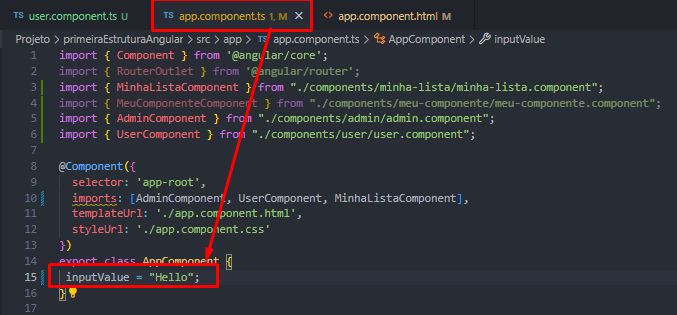 TS user.component.ts U
TS app.component.ts 1, M ×
<> app.component.html M
Projeto > primeiraEstruturaAngular > src > app > TS app.component.ts > AppComponent > inputValue
1 import { Component } from '@angular/core';
2 import { RouterOutlet } from '@angular/router';
3 import { MinhaListaComponent } from "./components/minha-lista/minha-lista.component";
4 import { MeuComponenteComponent } from "./components/meu-componente/meu-componente.component";
5 import { AdminComponent } from "./components/admin/admin.component";
6 import { UserComponent } from "./components/user/user.component";
7
8 @Component({
9 selector: 'app-root',
10 imports: [AdminComponent, UserComponent, MinhaListaComponent],
11 templateUrl: './app.component.html',
12 styleUrl: './app.component.css'
13 })
14 export class AppComponent {
15 inputValue = "Hello";
16 }
17